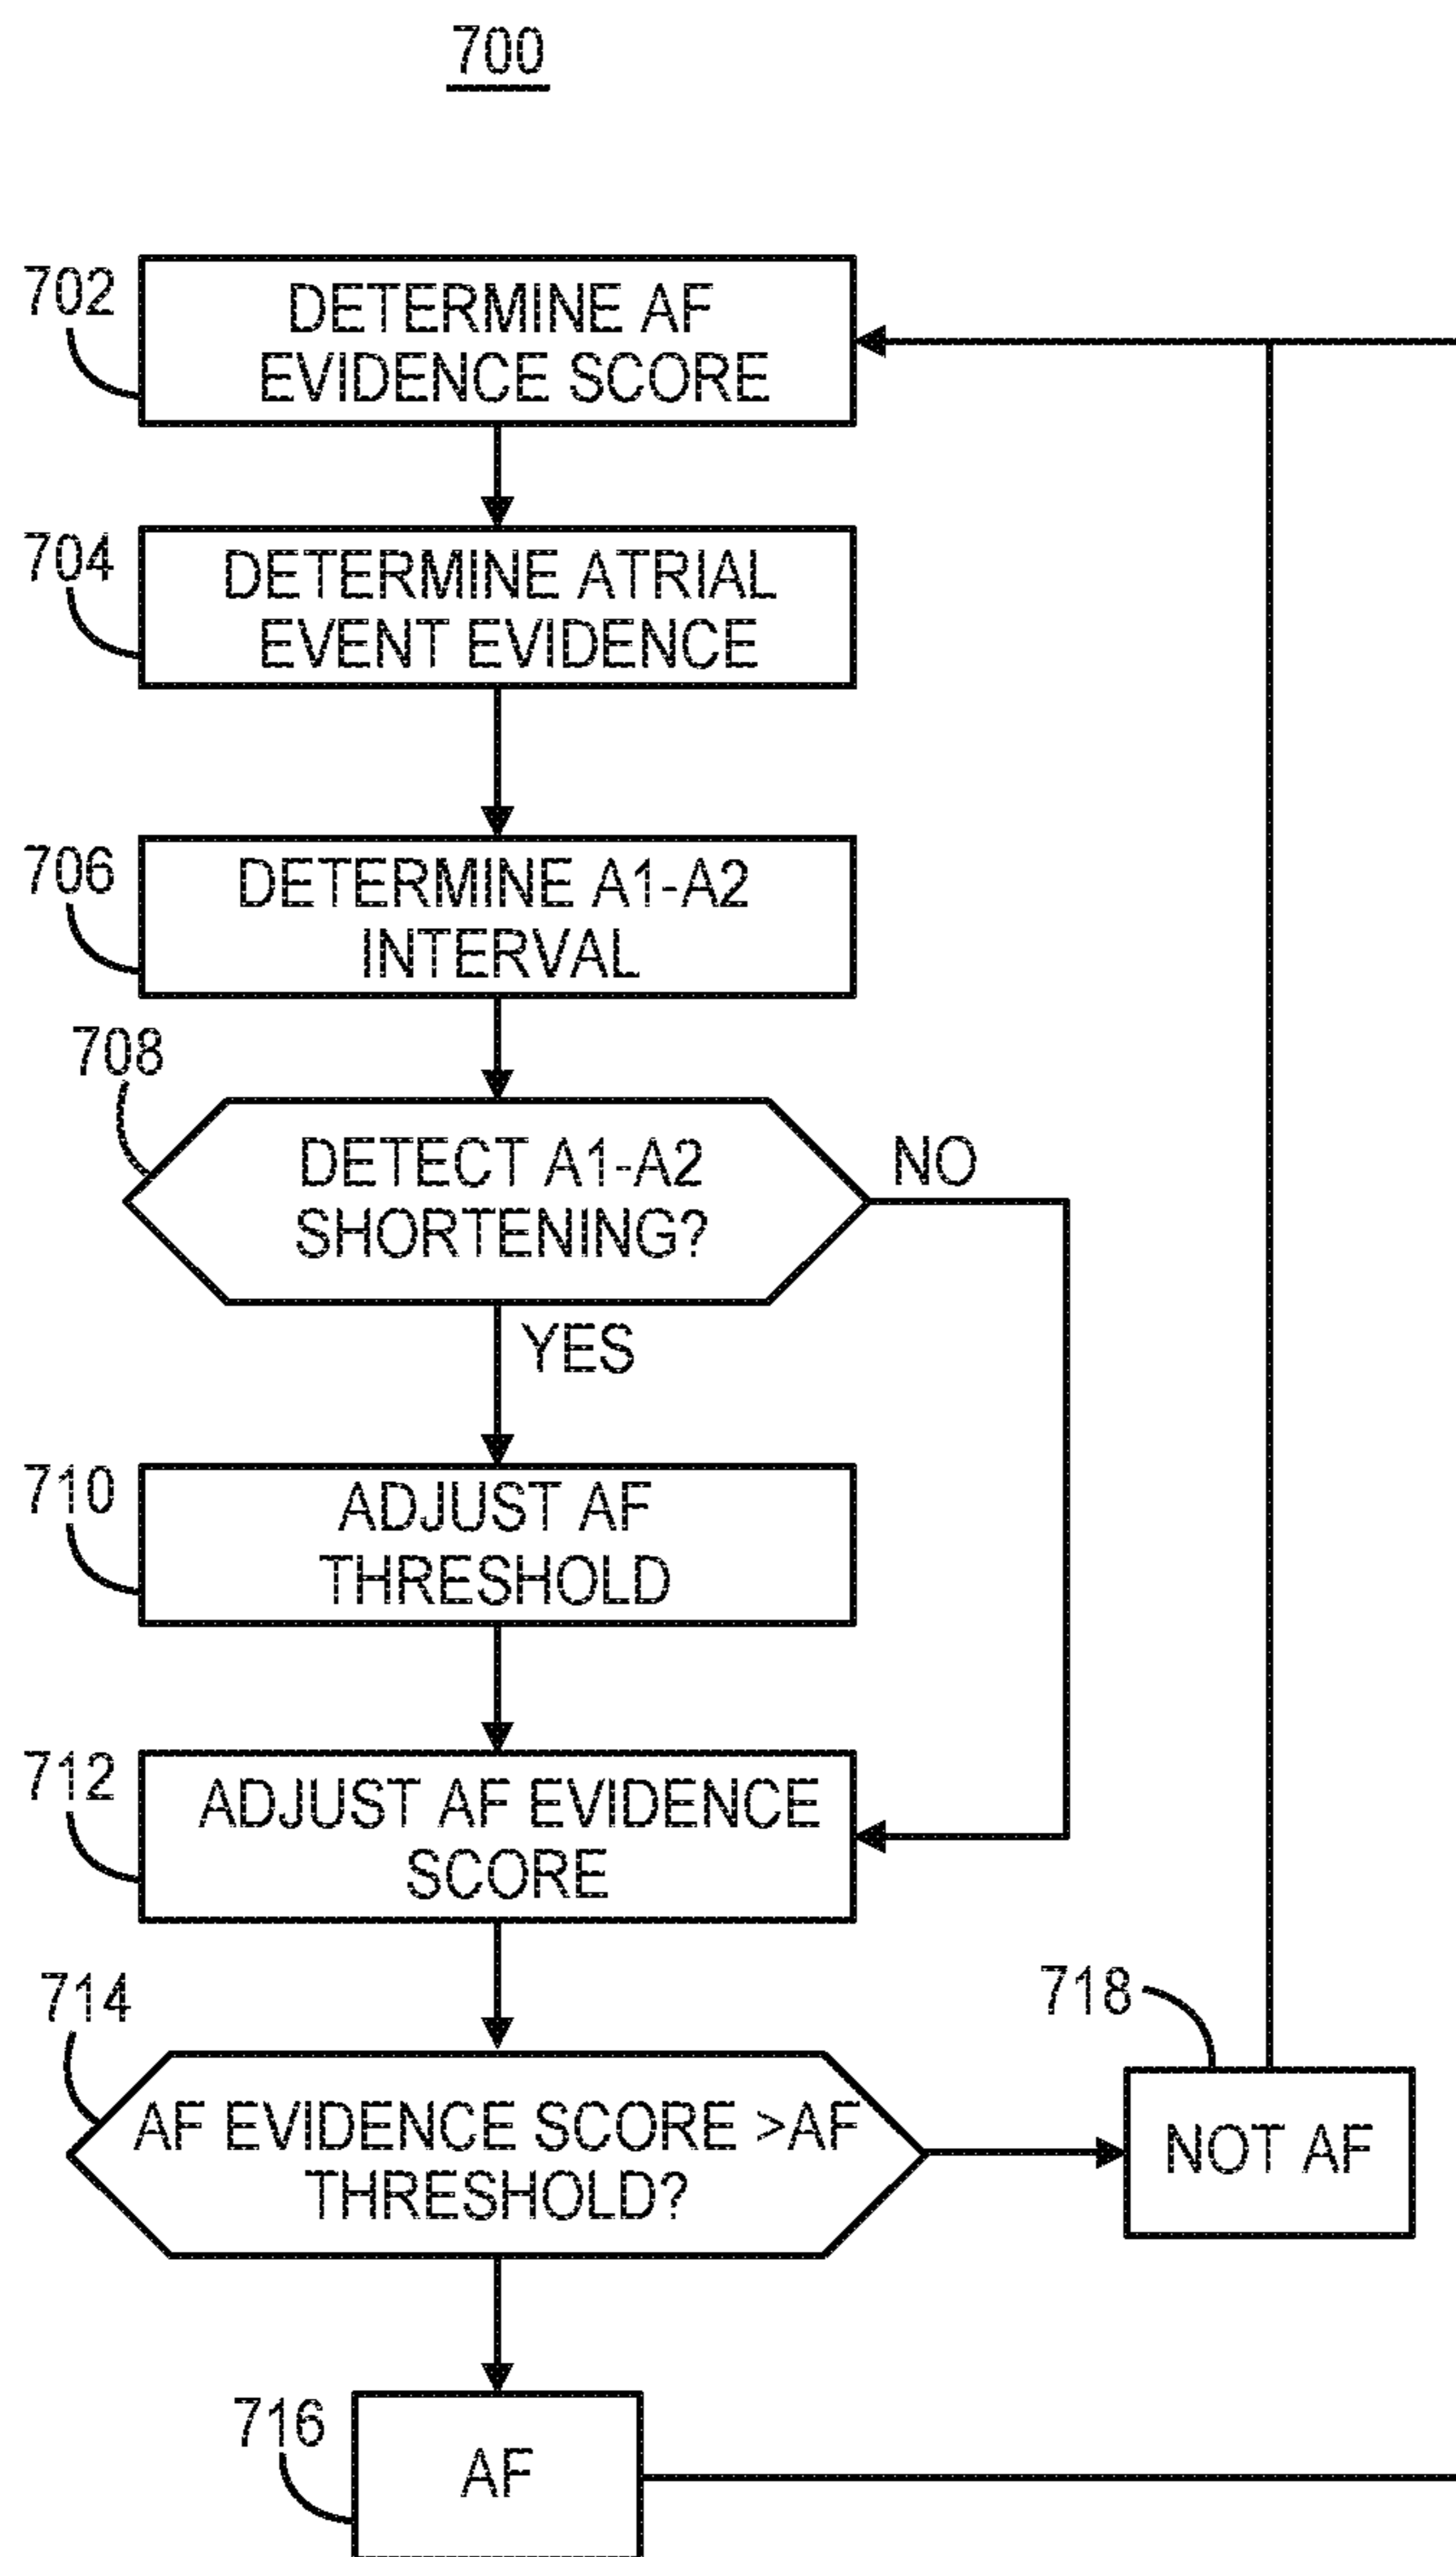 700
702
DETERMINE AF
EVIDENCE SCORE
704
DETERMINE ATRIAL
EVENT EVIDENCE
706
DETERMINE A1-A2
INTERVAL
708
DETECT A1-A2
SHORTENING?
NO
YES
710
ADJUST AF
THRESHOLD
712
ADJUST AF EVIDENCE
SCORE
714
AF EVIDENCE SCORE >AF
THRESHOLD?
718
NOT AF
716
AF